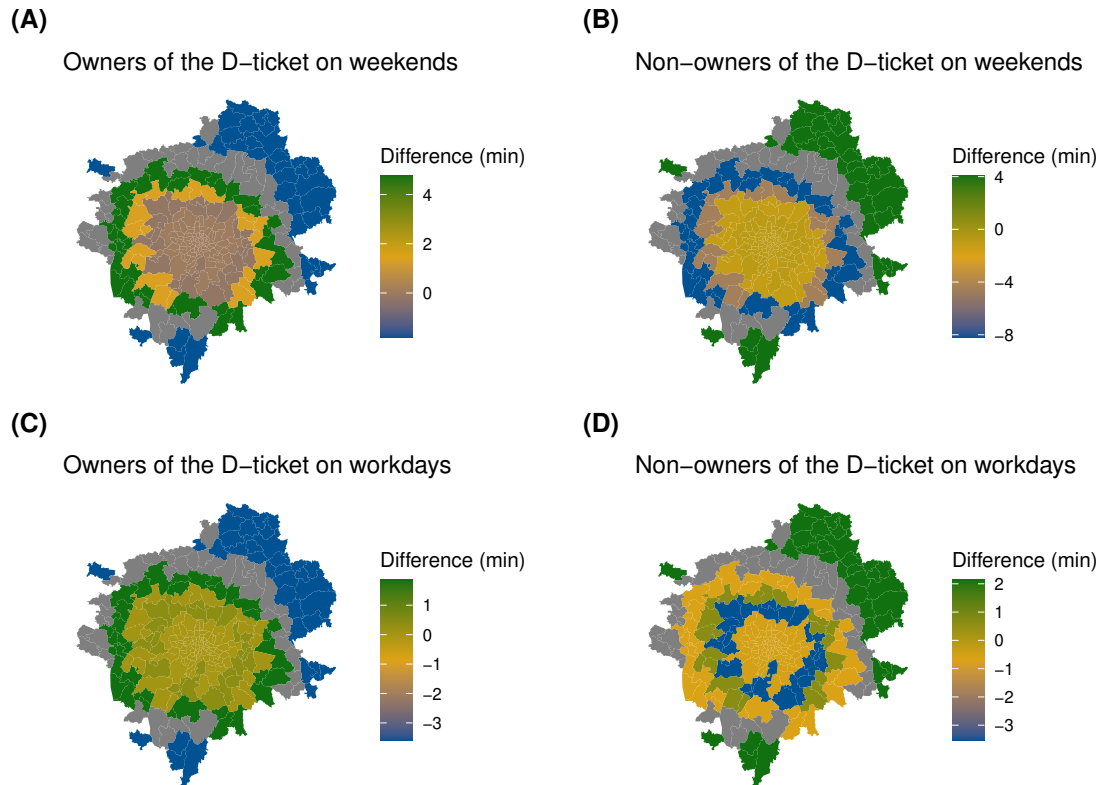 (A)
Owners of the D−ticket on weekends
Difference (min)
4
2
0
(B)
Non−owners of the D−ticket on weekends
Difference (min)
4
0
−4
−8
(C)
Owners of the D−ticket on workdays
Difference (min)
1
0
−1
−2
−3
(D)
Non−owners of the D−ticket on workdays
Difference (min)
2
1
0
−1
−2
−3